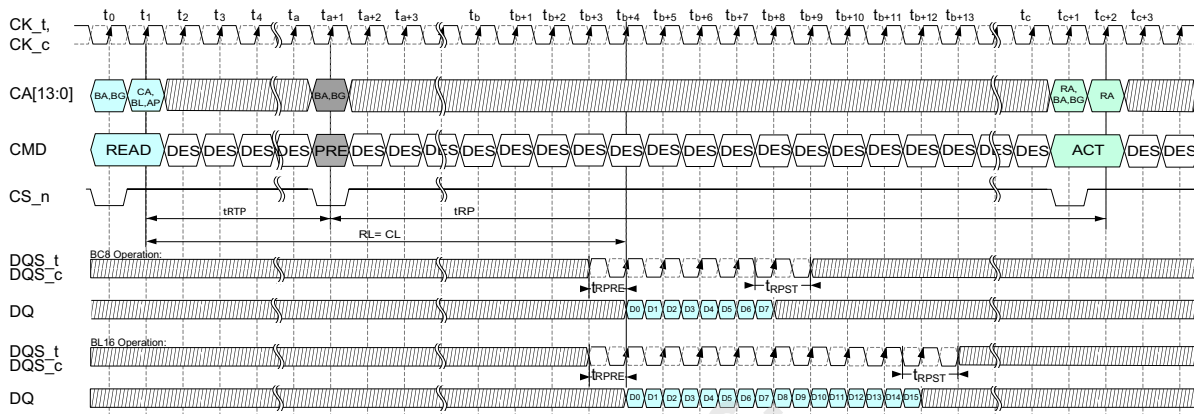 t0 t1 t2 t3 t4 ta ta+1 ta+2 ta+3 tb tb+1 tb+2 tb+3 tb+4 tb+5 tb+6 tb+7 tb+8 tb+9 tb+10 tb+11 tb+12 tb+13 tc tc+1 tc+2 tc+3
CK_t,
CK_c
CA[13:0] BA,BG CA, BL,AP BA,BG RA, BA,BG RA
CMD READ DES DES DES DES PRE DES DES DES DES DES DES DES DES DES DES DES DES DES DES DES DES DES DES DES ACT DES DES
CS_n
tRTP tRP
RL= CL
BC8 Operation:
DQS_t
DQS_c
tRPRE tRPST
DQ D0 D1 D2 D3 D4 D5 D6 D7
BL16 Operation:
DQS_t
DQS_c
tRPRE tRPST
DQ D0 D1 D2 D3 D4 D5 D6 D7 D8 D9 D10 D11 D12 D13 D14 D15